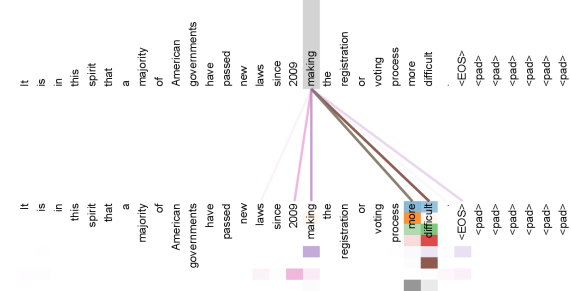 It is in this spirit that a majority of American governments have passed new laws since 2009 making the registration or voting process more difficult . <EOS> <pad> <pad> <pad> <pad> <pad> <pad>
It is in this spirit that a majority of American governments have passed new laws since 2009 making the registration or voting process more difficult . <EOS> <pad> <pad> <pad> <pad> <pad> <pad>